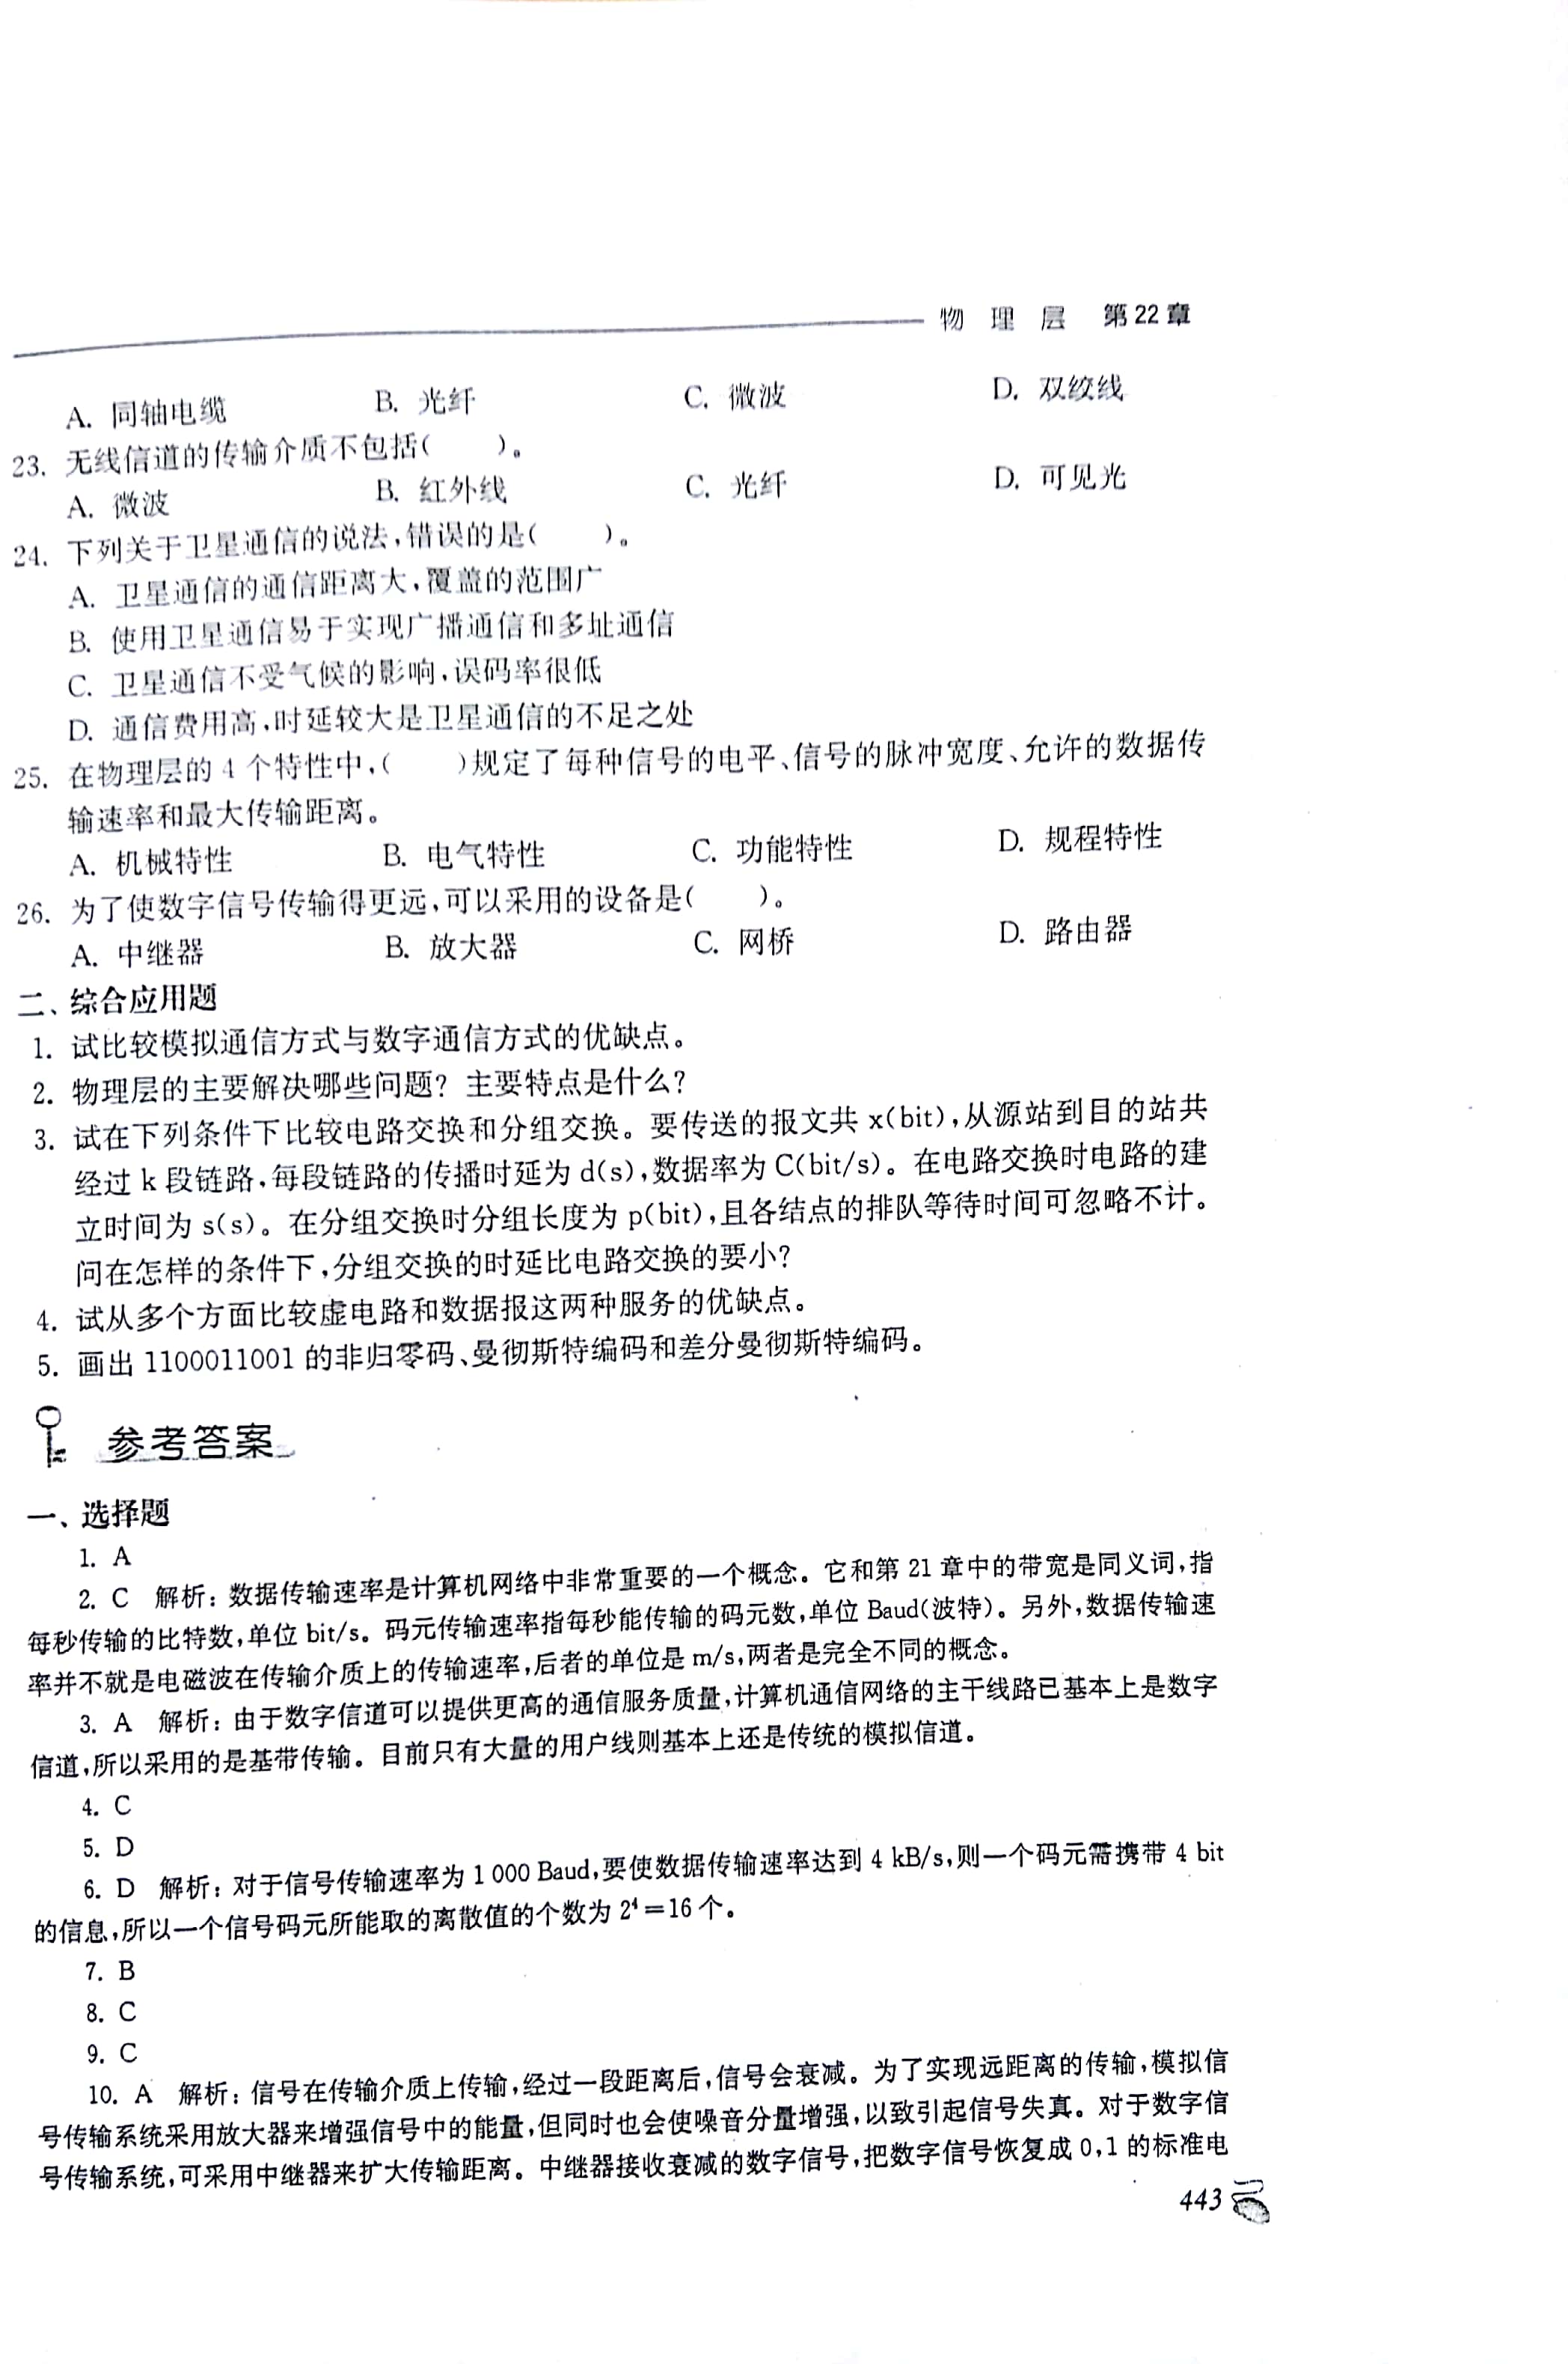 物 理 层 第22章
A. 同轴电缆 B. 光纤 C. 微波 D. 双绞线
23. 无线信道的传输介质不包括( )。
A. 微波 B. 红外线 C. 光纤 D. 可见光
24. 下列关于卫星通信的说法,错误的是( )。
A. 卫星通信的通信距离大,覆盖的范围广
B. 使用卫星通信易于实现广播通信和多址通信
C. 卫星通信不受气候的影响,误码率很低
D. 通信费用高,时延较大是卫星通信的不足之处
25. 在物理层的 4 个特性中,( )规定了每种信号的电平、信号的脉冲宽度、允许的数据传
输速率和最大传输距离。
A. 机械特性 B. 电气特性 C. 功能特性 D. 规程特性
26. 为了使数字信号传输得更远,可以采用的设备是( )。
A. 中继器 B. 放大器 C. 网桥 D. 路由器
二、综合应用题
1. 试比较模拟通信方式与数字通信方式的优缺点。
2. 物理层的主要解决哪些问题? 主要特点是什么?
3. 试在下列条件下比较电路交换和分组交换。要传送的报文共 x(bit),从源站到目的站共
经过 k 段链路,每段链路的传播时延为 d(s),数据率为 C(bit/s)。在电路交换时电路的建
立时间为 s(s)。在分组交换时分组长度为 p(bit),且各结点的排队等待时间可忽略不计。
问在怎样的条件下,分组交换的时延比电路交换的要小?
4. 试从多个方面比较虚电路和数据报这两种服务的优缺点。
5. 画出 1100011001 的非归零码、曼彻斯特编码和差分曼彻斯特编码。
参考答案
一、选择题
1. A
2. C 解析:数据传输速率是计算机网络中非常重要的一个概念。它和第 21 章中的带宽是同义词,指
每秒传输的比特数,单位 bit/s。码元传输速率指每秒能传输的码元数,单位 Baud(波特)。另外,数据传输速
率并不就是电磁波在传输介质上的传输速率,后者的单位是 m/s,两者是完全不同的概念。
3. A 解析:由于数字信道可以提供更高的通信服务质量,计算机通信网络的主干线路已基本上是数字
信道,所以采用的是基带传输。目前只有大量的用户线则基本上还是传统的模拟信道。
4. C
5. D
6. D 解析:对于信号传输速率为 1 000 Baud,要使数据传输速率达到 4 kB/s,则一个码元需携带 4 bit
的信息,所以一个信号码元所能取的离散值的个数为 2⁴=16 个。
7. B
8. C
9. C
10. A 解析:信号在传输介质上传输,经过一段距离后,信号会衰减。为了实现远距离的传输,模拟信
号传输系统采用放大器来增强信号中的能量,但同时也会使噪音分量增强,以致引起信号失真。对于数字信
号传输系统,可采用中继器来扩大传输距离。中继器接收衰减的数字信号,把数字信号恢复成 0,1 的标准电
443